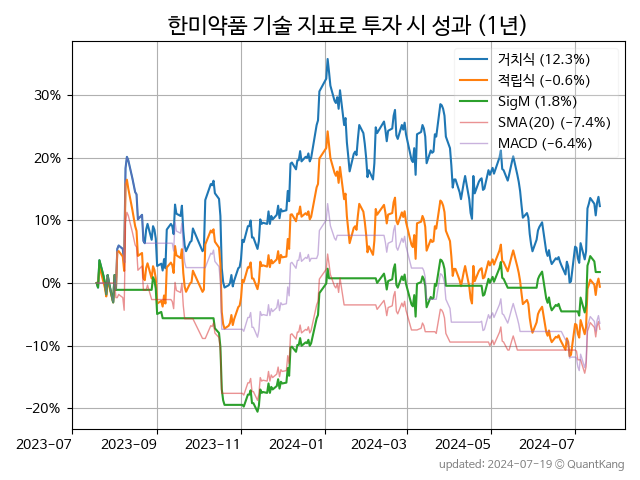 한미약품 기술 지표로 투자 시 성과 (1년)
거치식 (12.3%)
적립식 (−0.6%)
SigM (1.8%)
SMA(20) (−7.4%)
MACD (−6.4%)
30%
20%
10%
0%
−10%
−20%
2023-07 2023-09 2023-11 2024-01 2024-03 2024-05 2024-07
updated: 2024-07-19 © QuantKang